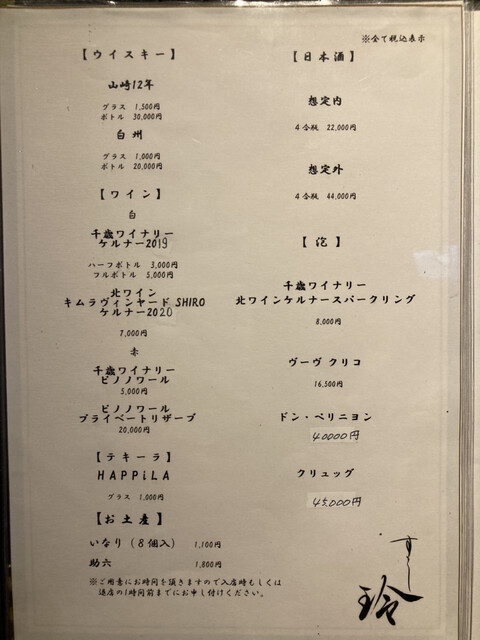 ※全て税込表示
【ウイスキー】
山崎12年
グラス 1,500円
ボトル 30,000円
白州
グラス 1,000円
ボトル 20,000円
【ワイン】
白
千歳ワイナリー
ケルナー2019
ハーフボトル 3,000円
フルボトル 5,000円
北ワイン
キムラヴィンヤード SHIRO
ケルナー2020
7,000円
赤
千歳ワイナリー
ピノノワール
5,000円
ピノノワール
プライベートリザーブ
20,000円
【テキーラ】
HAPPiLA
グラス 1,000円
【お土産】
いなり(8個入) 1,100円
助六 1,800円
※ご用意にお時間を頂きますので入店時もしくは
退店の1時間前までにお申し付けください。
【日本酒】
想定内
4合瓶 22,000円
想定外
4合瓶 44,000円
【泡】
千歳ワイナリー
北ワインケルナースパークリング
8,000円
ヴーヴ クリコ
16,500円
ドン・ペリニヨン
40000円
クリュッグ
45,000円
すし
玲